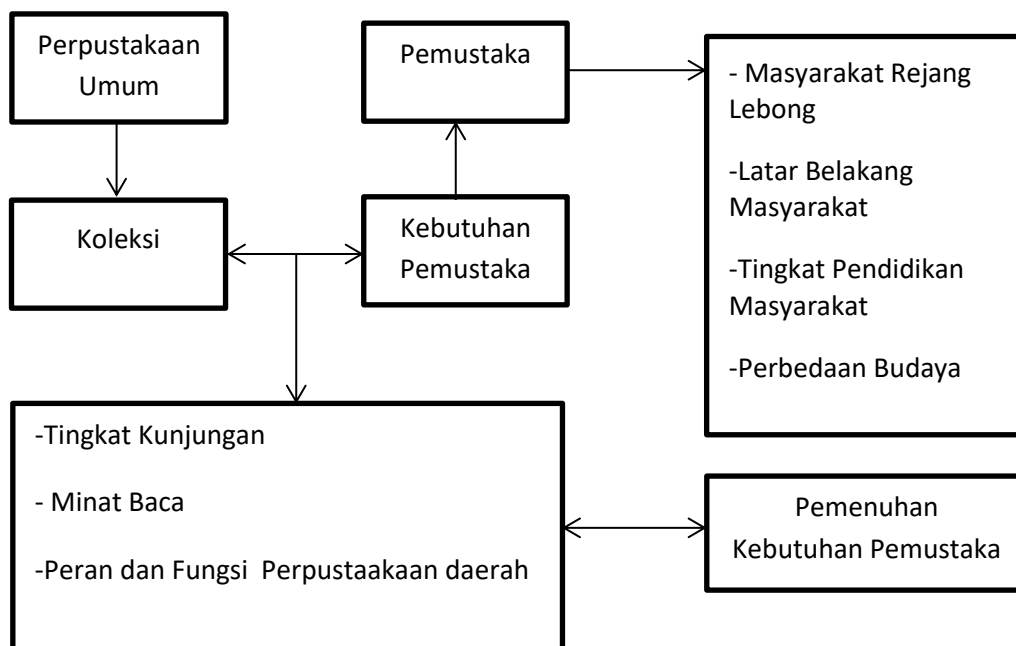 Perpustakaan
Umum
Pemustaka
- Masyarakat Rejang
Lebong
-Latar Belakang
Masyarakat
-Tingkat Pendidikan
Masyarakat
-Perbedaan Budaya
Koleksi
Kebutuhan
Pemustaka
-Tingkat Kunjungan
- Minat Baca
-Peran dan Fungsi  Perpustaakaan daerah
Pemenuhan
Kebutuhan Pemustaka